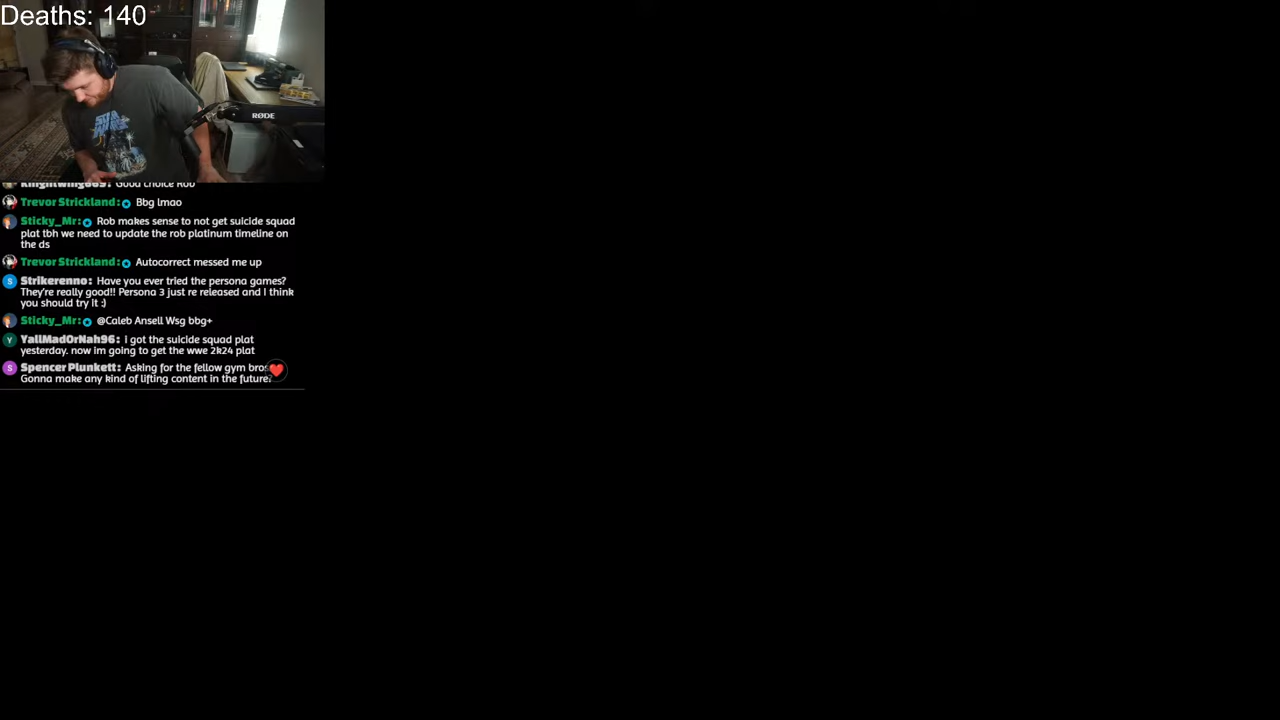 Deaths: 140
RØDE
Knightwing669: Good choice Rob
Trevor Strickland: Bbg lmao
Sticky_Mr: Rob makes sense to not get suicide squad
plat tbh we need to update the rob platinum timeline on
the ds
Trevor Strickland: Autocorrect messed me up
Strikerenno: Have you ever tried the persona games?
They're really good!! Persona 3 just re released and I think
you should try it :)
Sticky_Mr: @Caleb Ansell Wsg bbg+
Y
YallMadOrNah96: i got the suicide squad plat
yesterday. now im going to get the wwe 2k24 plat
S
Spencer Plunkett: Asking for the fellow gym bros
Gonna make any kind of lifting content in the future?